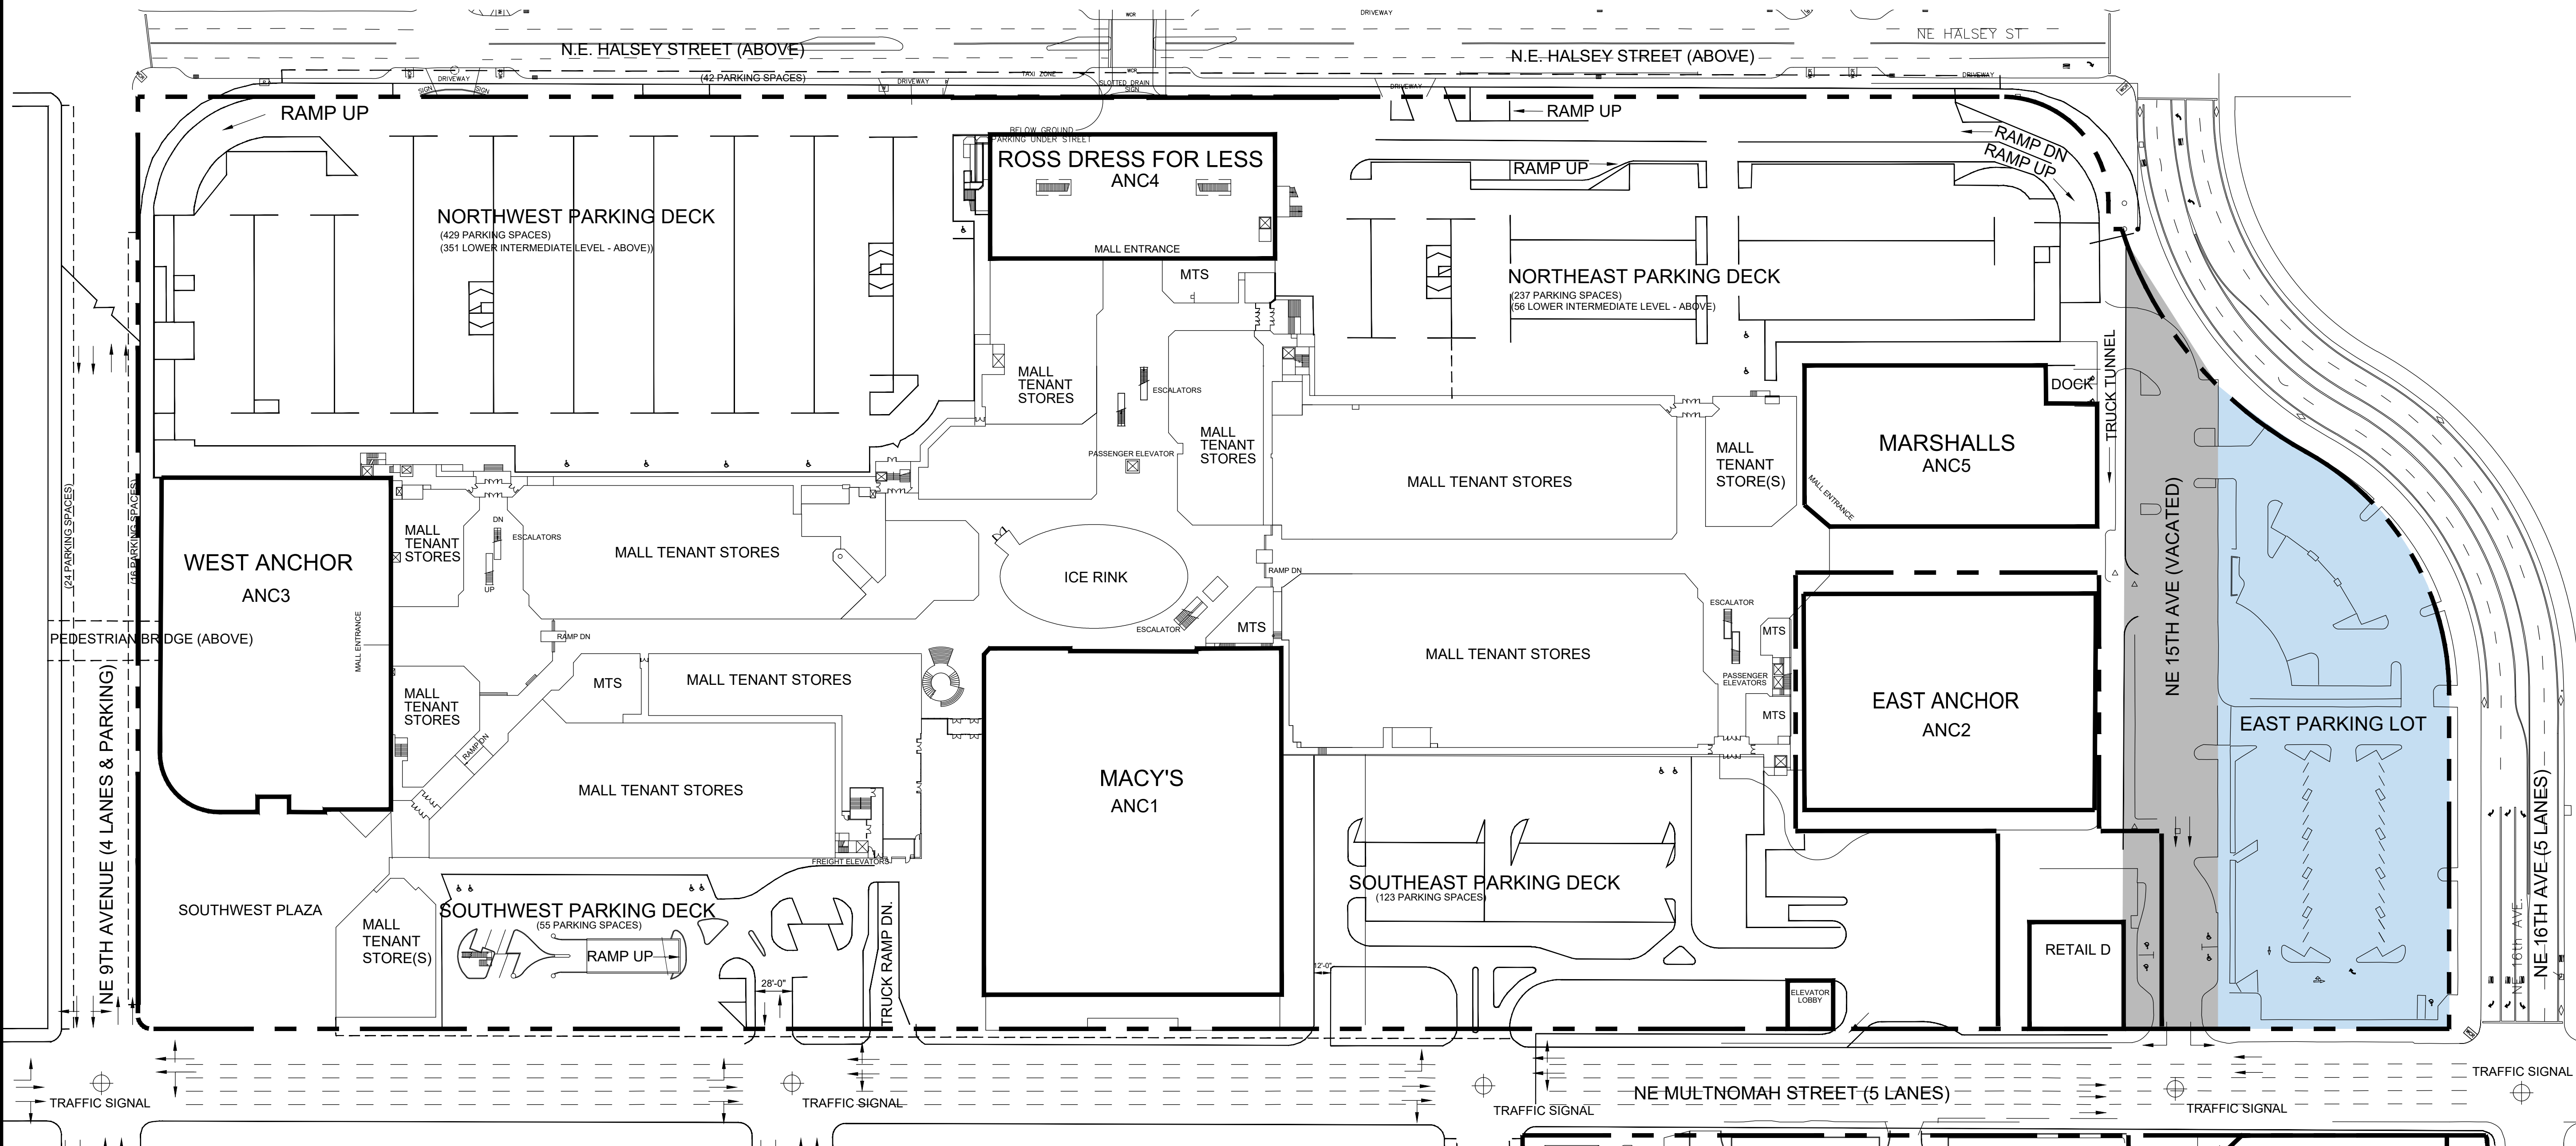 DRIVEWAY
WCR
NE HALSEY ST
N.E. HALSEY STREET (ABOVE)
N.E. HALSEY STREET (ABOVE)
DRIVEWAY
(42 PARKING SPACES)
DRIVEWAY
TAXI ZONE
WCR
SLOTTED DRAIN
SIGN
DRIVEWAY
DRIVEWAY
SIGN
SIGN
RAMP UP
RAMP UP
RAMP DN
RAMP UP
RAMP UP
BELOW GROUND
PARKING UNDER STREET
ROSS DRESS FOR LESS
ANC4
MALL ENTRANCE
NORTHWEST PARKING DECK
(429 PARKING SPACES)
(351 LOWER INTERMEDIATE LEVEL - ABOVE))
NORTHEAST PARKING DECK
(237 PARKING SPACES)
(56 LOWER INTERMEDIATE LEVEL - ABOVE)
MTS
MALL
TENANT
STORES
ESCALATORS
PASSENGER ELEVATOR
MALL
TENANT
STORES
MALL TENANT STORES
MALL
TENANT
STORE(S)
MARSHALLS
ANC5
MALL ENTRANCE
DOCK
TRUCK TUNNEL
NE 15TH AVE (VACATED)
(24 PARKING SPACES)
(16 PARKING SPACES)
WEST ANCHOR
ANC3
MALL ENTRANCE
PEDESTRIAN BRIDGE (ABOVE)
NE 9TH AVENUE (4 LANES & PARKING)
MALL
TENANT
STORES
DN
ESCALATORS
UP
MALL TENANT STORES
ICE RINK
RAMP DN
ESCALATOR
MTS
RAMP DN
MALL
TENANT
STORES
RAMP DN
MTS
MALL TENANT STORES
MALL TENANT STORES
MALL TENANT STORES
ESCALATOR
MTS
PASSENGER
ELEVATORS
MTS
EAST ANCHOR
ANC2
EAST PARKING LOT
NE 16TH AVE (5 LANES)
NE 16th AVE.
MACY'S
ANC1
FREIGHT ELEVATORS
SOUTHWEST PLAZA
MALL
TENANT
STORE(S)
SOUTHWEST PARKING DECK
(55 PARKING SPACES)
RAMP UP
28'-0"
TRUCK RAMP DN.
SOUTHEAST PARKING DECK
(123 PARKING SPACES)
12'-0"
ELEVATOR
LOBBY
RETAIL D
TRAFFIC SIGNAL
TRAFFIC SIGNAL
TRAFFIC SIGNAL
NE MULTNOMAH STREET (5 LANES)
TRAFFIC SIGNAL
TRAFFIC SIGNAL